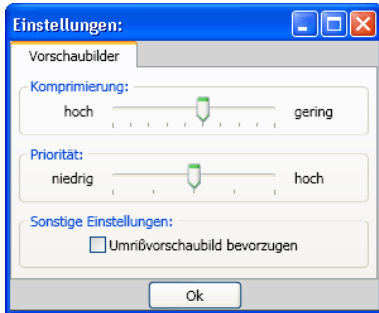 Einstellungen:
Vorschaubilder
Komprimierung:
hoch gering
Priorität:
niedrig hoch
Sonstige Einstellungen:
Umrißvorschaubild bevorzugen
Ok